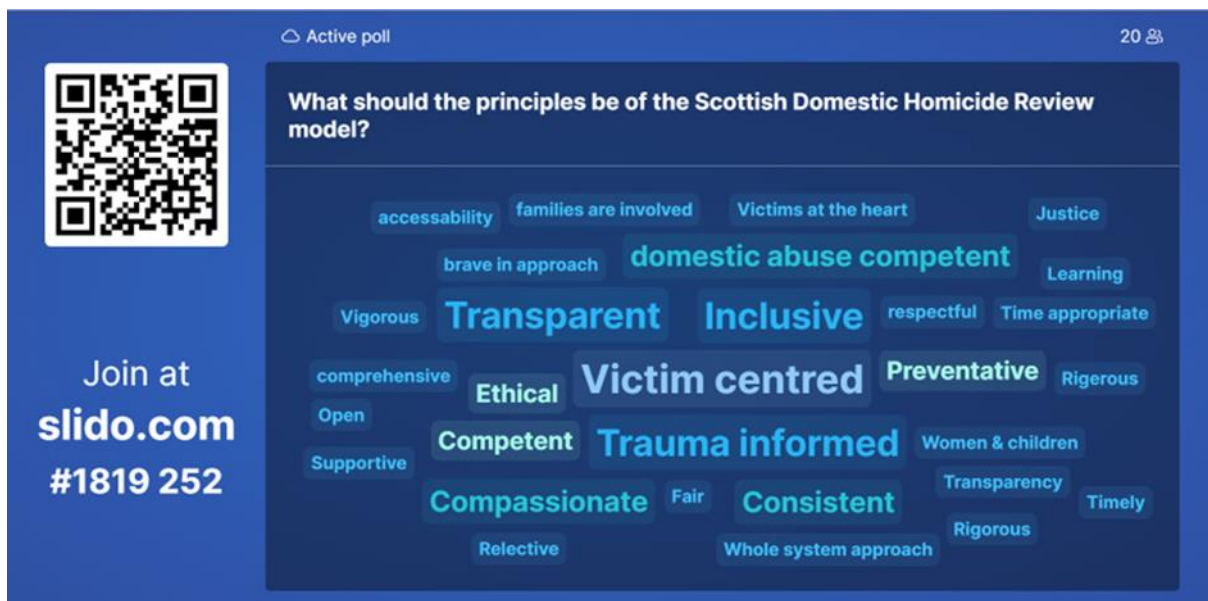 Active poll
20
What should the principles be of the Scottish Domestic Homicide Review
model?
Join at
slido.com
#1819 252
accessability
families are involved
Victims at the heart
Justice
brave in approach
domestic abuse competent
Learning
Vigorous
Transparent
Inclusive
respectful
Time appropriate
comprehensive
Ethical
Victim centred
Preventative
Rigerous
Open
Competent
Trauma informed
Women & children
Supportive
Compassionate
Fair
Consistent
Transparency
Timely
Rigorous
Relective
Whole system approach